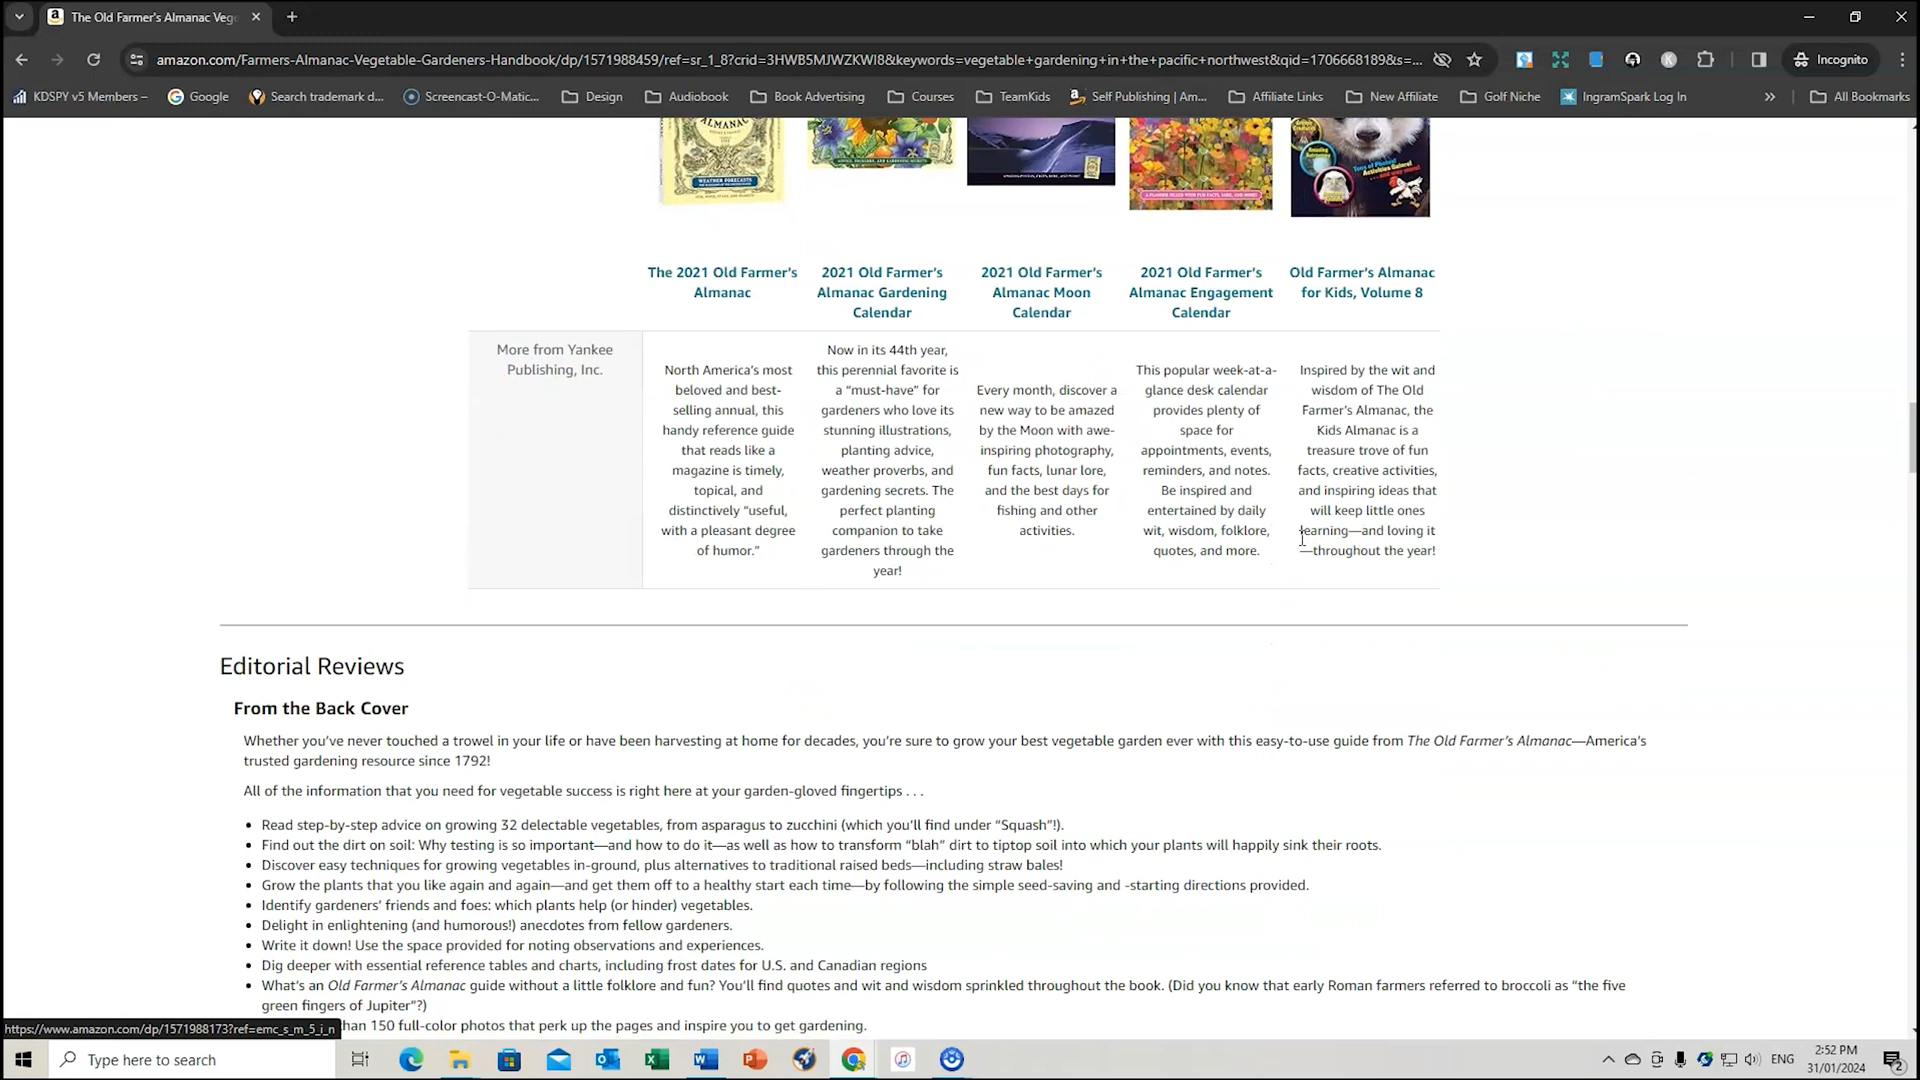 The Old Farmer's Almanac Veg
Incognito
amazon.com/Farmers-Almanac-Vegetable-Gardeners-Handbook/dp/1571988459/ref=sr_1_8?crid=3HWB5MJWZKWI8&keywords=vegetable+gardening+in+the+pacific+northwest&qid=1706668189&s=...
KDSPY v5 Members –
Google
Search trademark d...
Screencast-O-Matic...
Design
Audiobook
Book Advertising
Courses
TeamKids
Self Publishing | Am...
Affiliate Links
New Affiliate
Golf Niche
IngramSpark Log In
All Bookmarks
ALMANAC
WEATHER FORECASTS
The 2021 Old Farmer's
Almanac
2021 Old Farmer's
Almanac Gardening
Calendar
2021 Old Farmer's
Almanac Moon
Calendar
2021 Old Farmer's
Almanac Engagement
Calendar
Old Farmer's Almanac
for Kids, Volume 8
More from Yankee
Publishing, Inc.
North America's most
beloved and best-
selling annual, this
handy reference guide
that reads like a
magazine is timely,
topical, and
distinctively “useful,
with a pleasant degree
of humor.”
Now in its 44th year,
this perennial favorite is
a “must-have” for
gardeners who love its
stunning illustrations,
planting advice,
weather proverbs, and
gardening secrets. The
perfect planting
companion to take
gardeners through the
year!
Every month, discover a
new way to be amazed
by the Moon with awe-
inspiring photography,
fun facts, lunar lore,
and the best days for
fishing and other
activities.
This popular week-at-a-
glance desk calendar
provides plenty of
space for
appointments, events,
reminders, and notes.
Be inspired and
entertained by daily
wit, wisdom, folklore,
quotes, and more.
Inspired by the wit and
wisdom of The Old
Farmer's Almanac, the
Kids Almanac is a
treasure trove of fun
facts, creative activities,
and inspiring ideas that
will keep little ones
learning—and loving it
—throughout the year!
Editorial Reviews
From the Back Cover
Whether you've never touched a trowel in your life or have been harvesting at home for decades, you're sure to grow your best vegetable garden ever with this easy-to-use guide from The Old Farmer's Almanac—America's
trusted gardening resource since 1792!
All of the information that you need for vegetable success is right here at your garden-gloved fingertips . . .
• Read step-by-step advice on growing 32 delectable vegetables, from asparagus to zucchini (which you'll find under “Squash”!).
• Find out the dirt on soil: Why testing is so important—and how to do it—as well as how to transform “blah” dirt to tiptop soil into which your plants will happily sink their roots.
• Discover easy techniques for growing vegetables in-ground, plus alternatives to traditional raised beds—including straw bales!
• Grow the plants that you like again and again—and get them off to a healthy start each time—by following the simple seed-saving and -starting directions provided.
• Identify gardeners' friends and foes: which plants help (or hinder) vegetables.
• Delight in enlightening (and humorous!) anecdotes from fellow gardeners.
• Write it down! Use the space provided for noting observations and experiences.
• Dig deeper with essential reference tables and charts, including frost dates for U.S. and Canadian regions
• What's an Old Farmer's Almanac guide without a little folklore and fun? You'll find quotes and wit and wisdom sprinkled throughout the book. (Did you know that early Roman farmers referred to broccoli as “the five
green fingers of Jupiter”?)
than 150 full-color photos that perk up the pages and inspire you to get gardening.
https://www.amazon.com/dp/1571988173?ref=emc_s_m_5_i_n
Type here to search
ENG
2:52 PM
31/01/2024
2